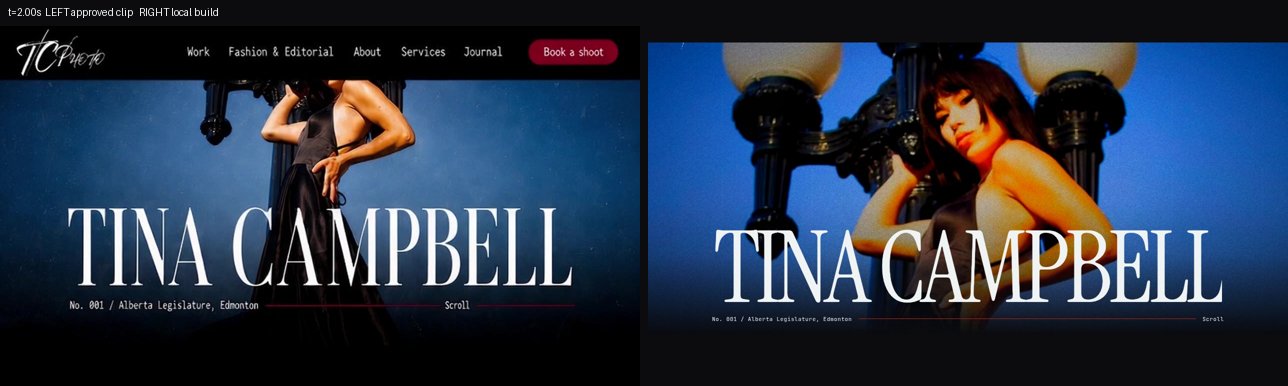 t=2.00s LEFT approved clip RIGHT local build
TCPhoto
Work Fashion & Editorial About Services Journal Book a shoot
TINA CAMPBELL
No. 001 / Alberta Legislature, Edmonton Scroll
TINA CAMPBELL
No. 001 / Alberta Legislature, Edmonton Scroll